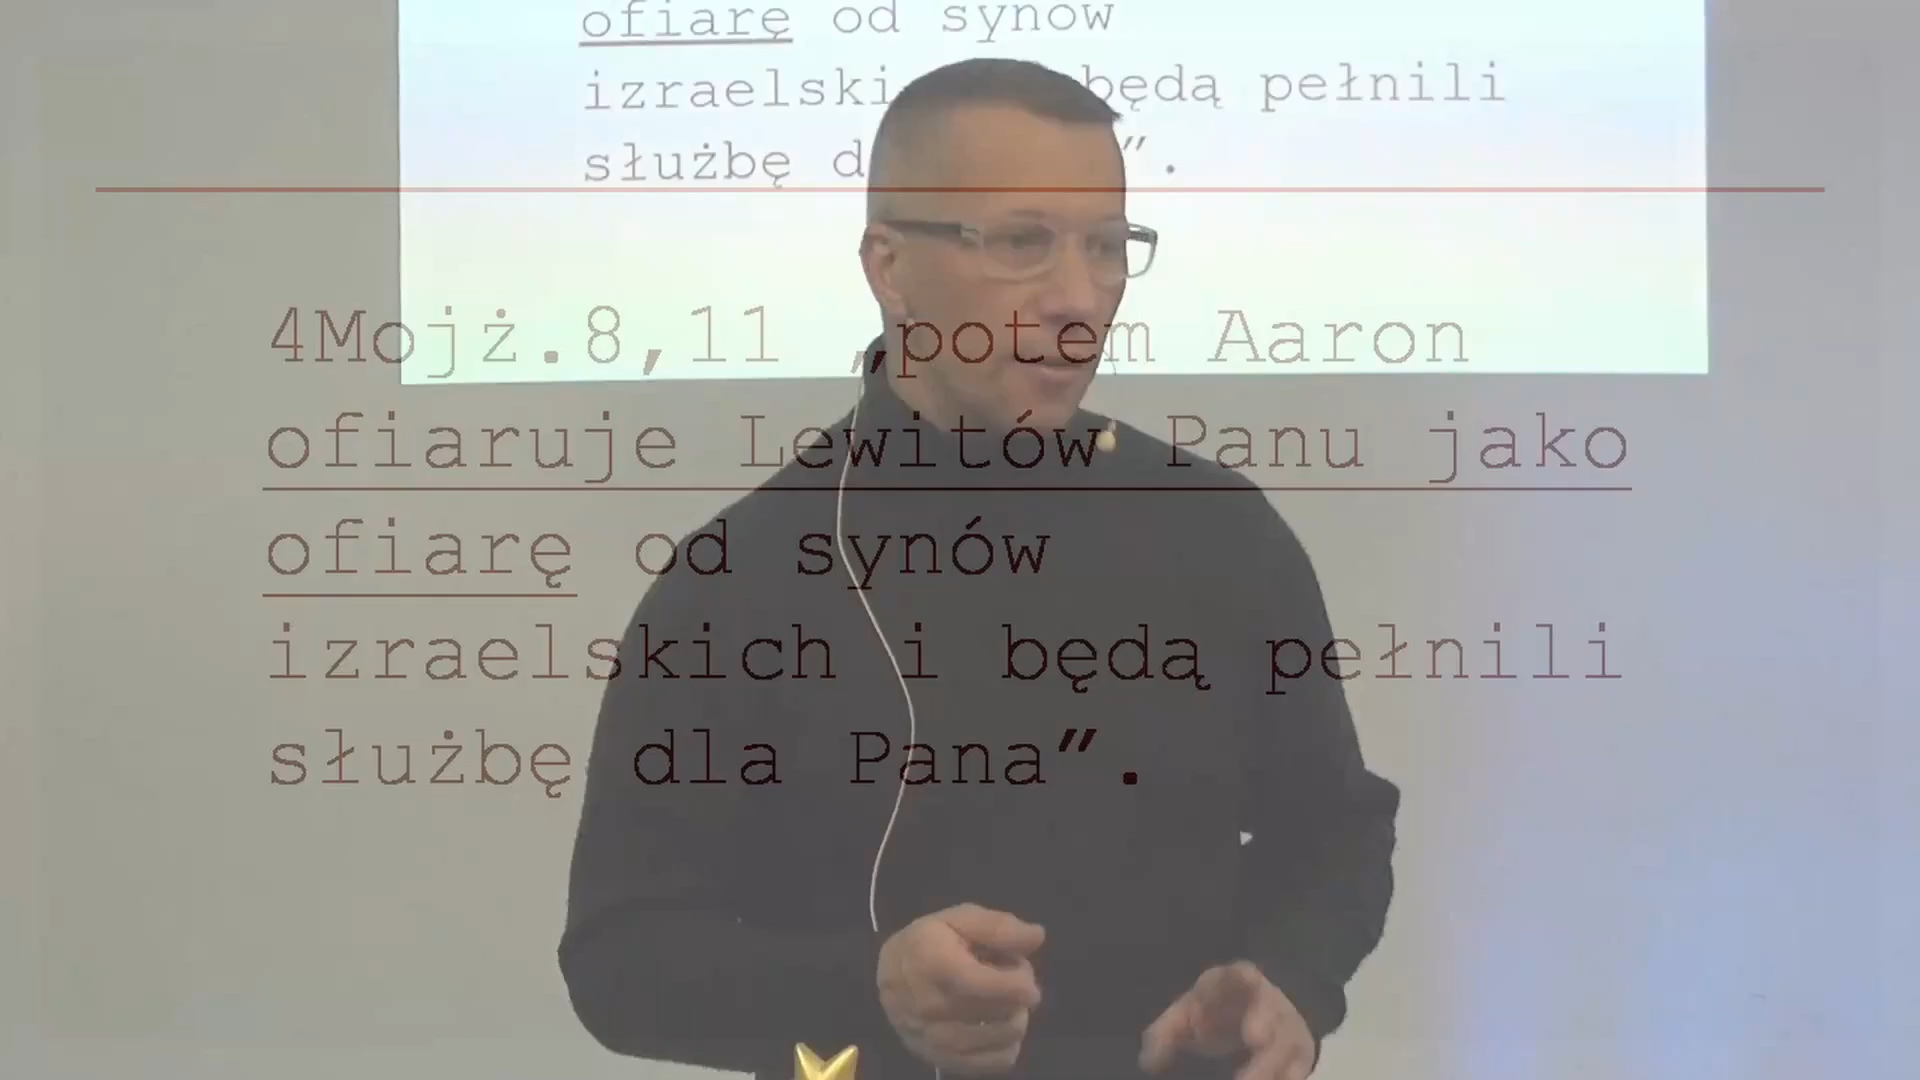 ofiarę od synów
izraelski będą pełnili
służbę d ”.
4Mojż.8,11 „potem Aaron
ofiaruje Lewitów Panu jako
ofiarę od synów
izraelskich i będą pełnili
służbę dla Pana”.